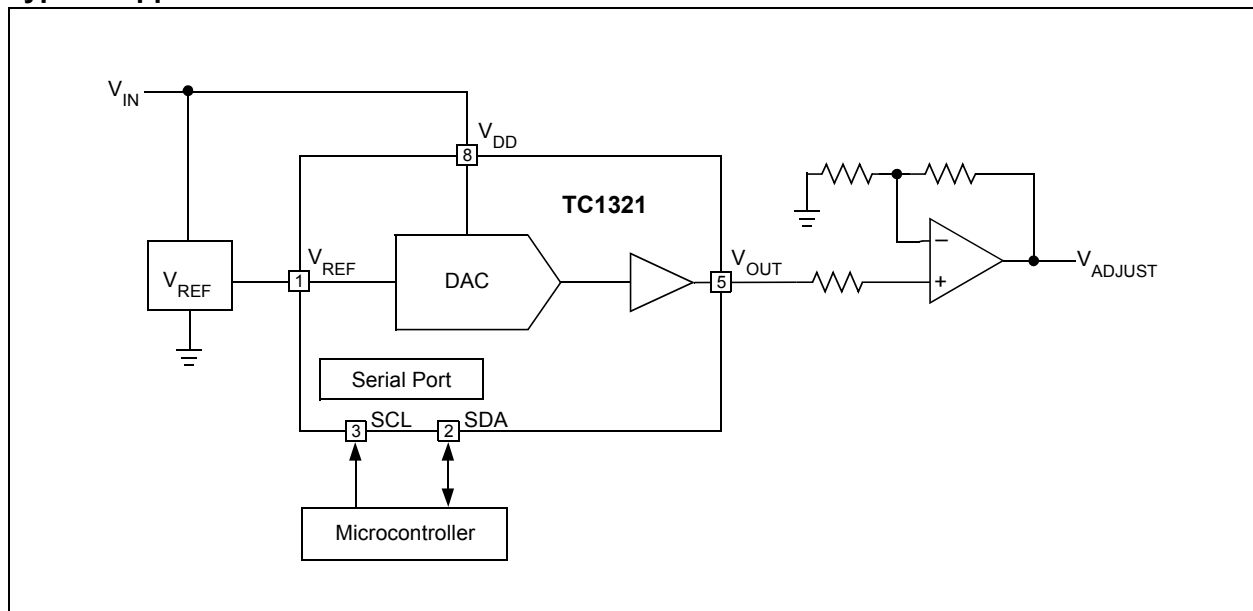 VIN
VDD
8
TC1321
VREF
VREF
1
DAC
VOUT
5
−
+
VADJUST
Serial Port
3
SCL
2
SDA
Microcontroller